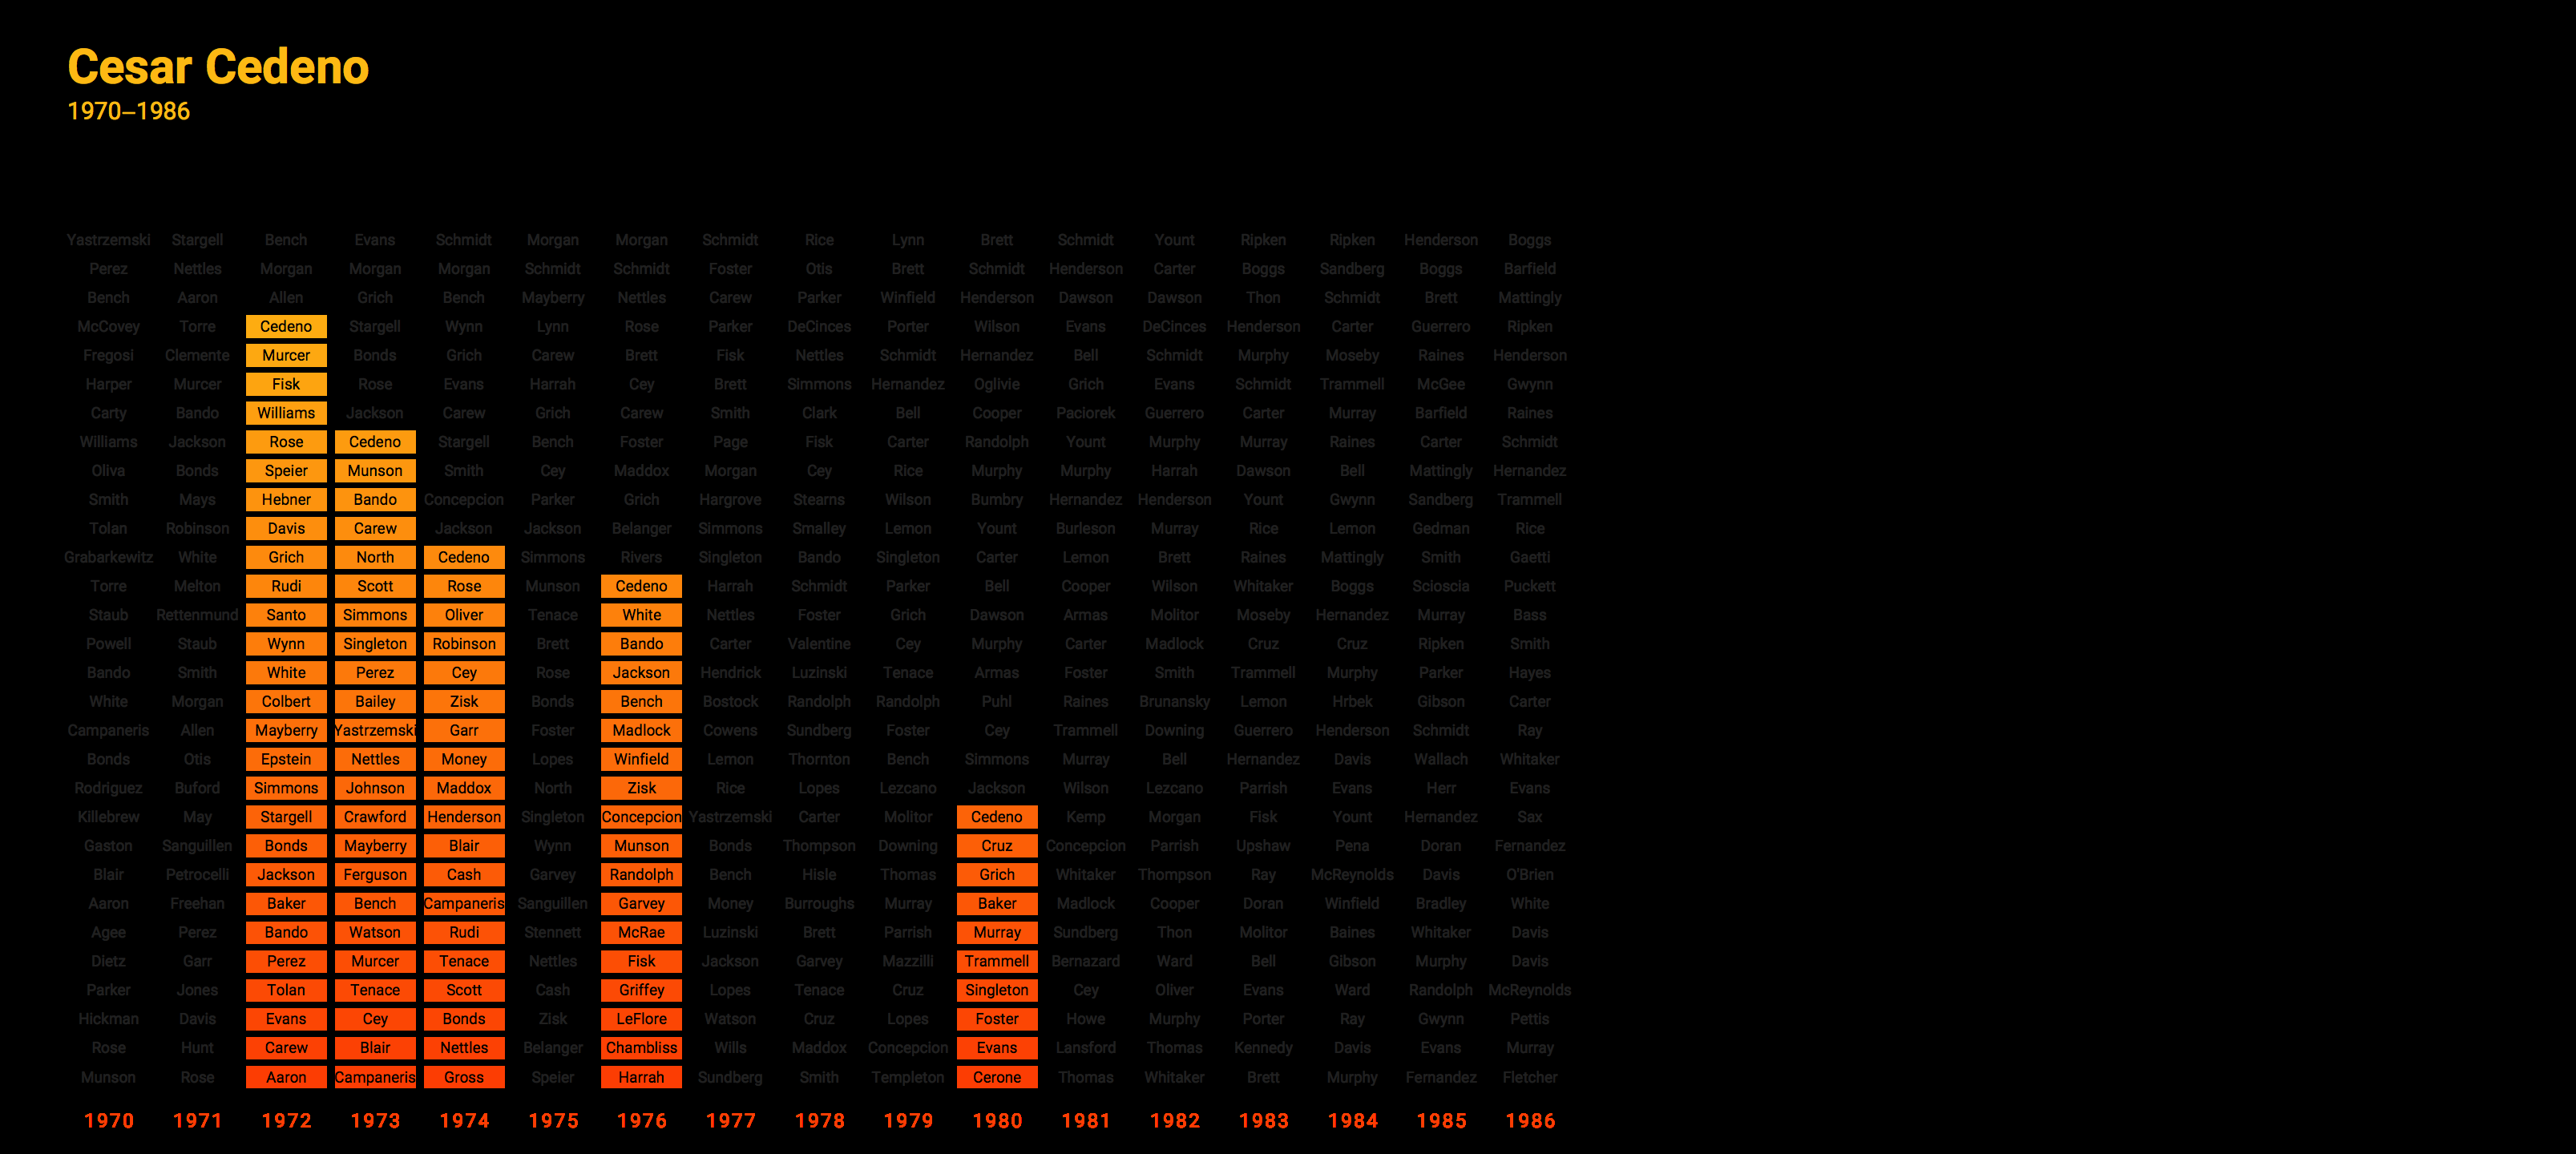 Cesar Cedeno
1970–1986
Yastrzemski Stargell Bench Evans Schmidt Morgan Morgan Schmidt Rice Lynn Brett Schmidt Yount Ripken Ripken Henderson Boggs
Perez Nettles Morgan Morgan Morgan Schmidt Schmidt Foster Otis Brett Schmidt Henderson Carter Boggs Sandberg Boggs Barfield
Bench Aaron Allen Grich Bench Mayberry Nettles Carew Parker Winfield Henderson Dawson Dawson Thon Schmidt Brett Mattingly
McCovey Torre Cedeno Stargell Wynn Lynn Rose Parker DeCinces Porter Wilson Evans DeCinces Henderson Carter Guerrero Ripken
Fregosi Clemente Murcer Bonds Grich Carew Brett Fisk Nettles Schmidt Hernandez Bell Schmidt Murphy Moseby Raines Henderson
Harper Murcer Fisk Rose Evans Harrah Cey Brett Simmons Hernandez Oglivie Grich Evans Schmidt Trammell McGee Gwynn
Carty Bando Williams Jackson Carew Grich Carew Smith Clark Bell Cooper Paciorek Guerrero Carter Murray Barfield Raines
Williams Jackson Rose Cedeno Stargell Bench Foster Page Fisk Carter Randolph Yount Murphy Murray Raines Carter Schmidt
Oliva Bonds Speier Munson Smith Cey Maddox Morgan Cey Rice Murphy Murphy Harrah Dawson Bell Mattingly Hernandez
Smith Mays Hebner Bando Concepcion Parker Grich Hargrove Stearns Wilson Bumbry Hernandez Henderson Yount Gwynn Sandberg Trammell
Tolan Robinson Davis Carew Jackson Jackson Belanger Simmons Smalley Lemon Yount Burleson Murray Rice Lemon Gedman Rice
Grabarkewitz White Grich North Cedeno Simmons Rivers Singleton Bando Singleton Carter Lemon Brett Raines Mattingly Smith Gaetti
Torre Melton Rudi Scott Rose Munson Cedeno Harrah Schmidt Parker Bell Cooper Wilson Whitaker Boggs Scioscia Puckett
Staub Rettenmund Santo Simmons Oliver Tenace White Nettles Foster Grich Dawson Armas Molitor Moseby Hernandez Murray Bass
Powell Staub Wynn Singleton Robinson Brett Bando Carter Valentine Cey Murphy Carter Madlock Cruz Cruz Ripken Smith
Bando Smith White Perez Cey Rose Jackson Hendrick Luzinski Tenace Armas Foster Smith Trammell Murphy Parker Hayes
White Morgan Colbert Bailey Zisk Bonds Bench Bostock Randolph Randolph Puhl Raines Brunansky Lemon Hrbek Gibson Carter
Campaneris Allen Mayberry Yastrzemski Garr Foster Madlock Cowens Sundberg Foster Cey Trammell Downing Guerrero Henderson Schmidt Ray
Bonds Otis Epstein Nettles Money Lopes Winfield Lemon Thornton Bench Simmons Murray Bell Hernandez Davis Wallach Whitaker
Rodriguez Buford Simmons Johnson Maddox North Zisk Rice Lopes Lezcano Jackson Wilson Lezcano Parrish Evans Herr Evans
Killebrew May Stargell Crawford Henderson Singleton Concepcion Yastrzemski Carter Molitor Cedeno Kemp Morgan Fisk Yount Hernandez Sax
Gaston Sanguillen Bonds Mayberry Blair Wynn Munson Bonds Thompson Downing Cruz Concepcion Parrish Upshaw Pena Doran Fernandez
Blair Petrocelli Jackson Ferguson Cash Garvey Randolph Bench Hisle Thomas Grich Whitaker Thompson Ray McReynolds Davis O'Brien
Aaron Freehan Baker Bench Campaneris Sanguillen Garvey Money Burroughs Murray Baker Madlock Cooper Doran Winfield Bradley White
Agee Perez Bando Watson Rudi Stennett McRae Luzinski Brett Parrish Murray Sundberg Thon Molitor Baines Whitaker Davis
Dietz Garr Perez Murcer Tenace Nettles Fisk Jackson Garvey Mazzilli Trammell Bernazard Ward Bell Gibson Murphy Davis
Parker Jones Tolan Tenace Scott Cash Griffey Lopes Tenace Cruz Singleton Cey Oliver Evans Ward Randolph McReynolds
Hickman Davis Evans Cey Bonds Zisk LeFlore Watson Cruz Lopes Foster Howe Murphy Porter Ray Gwynn Pettis
Rose Hunt Carew Blair Nettles Belanger Chambliss Wills Maddox Concepcion Evans Lansford Thomas Kennedy Davis Evans Murray
Munson Rose Aaron Campaneris Gross Speier Harrah Sundberg Smith Templeton Cerone Thomas Whitaker Brett Murphy Fernandez Fletcher
1970 1971 1972 1973 1974 1975 1976 1977 1978 1979 1980 1981 1982 1983 1984 1985 1986